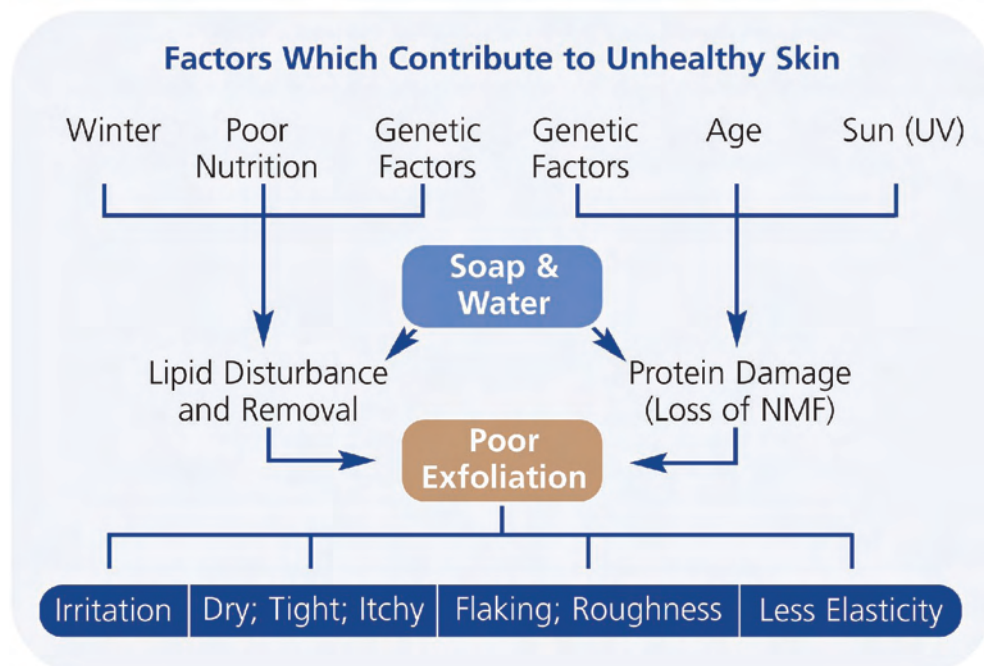 Factors Which Contribute to Unhealthy Skin
Winter
Poor
Nutrition
Genetic
Factors
Genetic
Factors
Age
Sun (UV)
Soap &
Water
Lipid Disturbance
and Removal
Protein Damage
(Loss of NMF)
Poor
Exfoliation
Irritation
Dry; Tight; Itchy
Flaking; Roughness
Less Elasticity